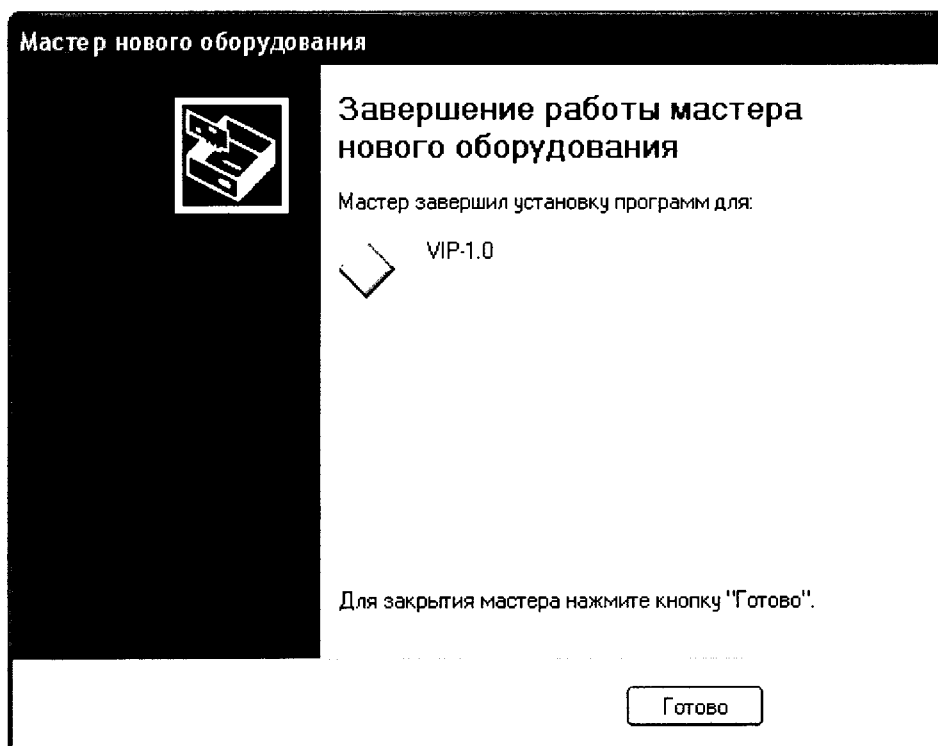 Мастер нового оборудования
Завершение работы мастера
нового оборудования
Мастер завершил установку программ для:
VIP-1.0
Для закрытия мастера нажмите кнопку "Готово".
Готово